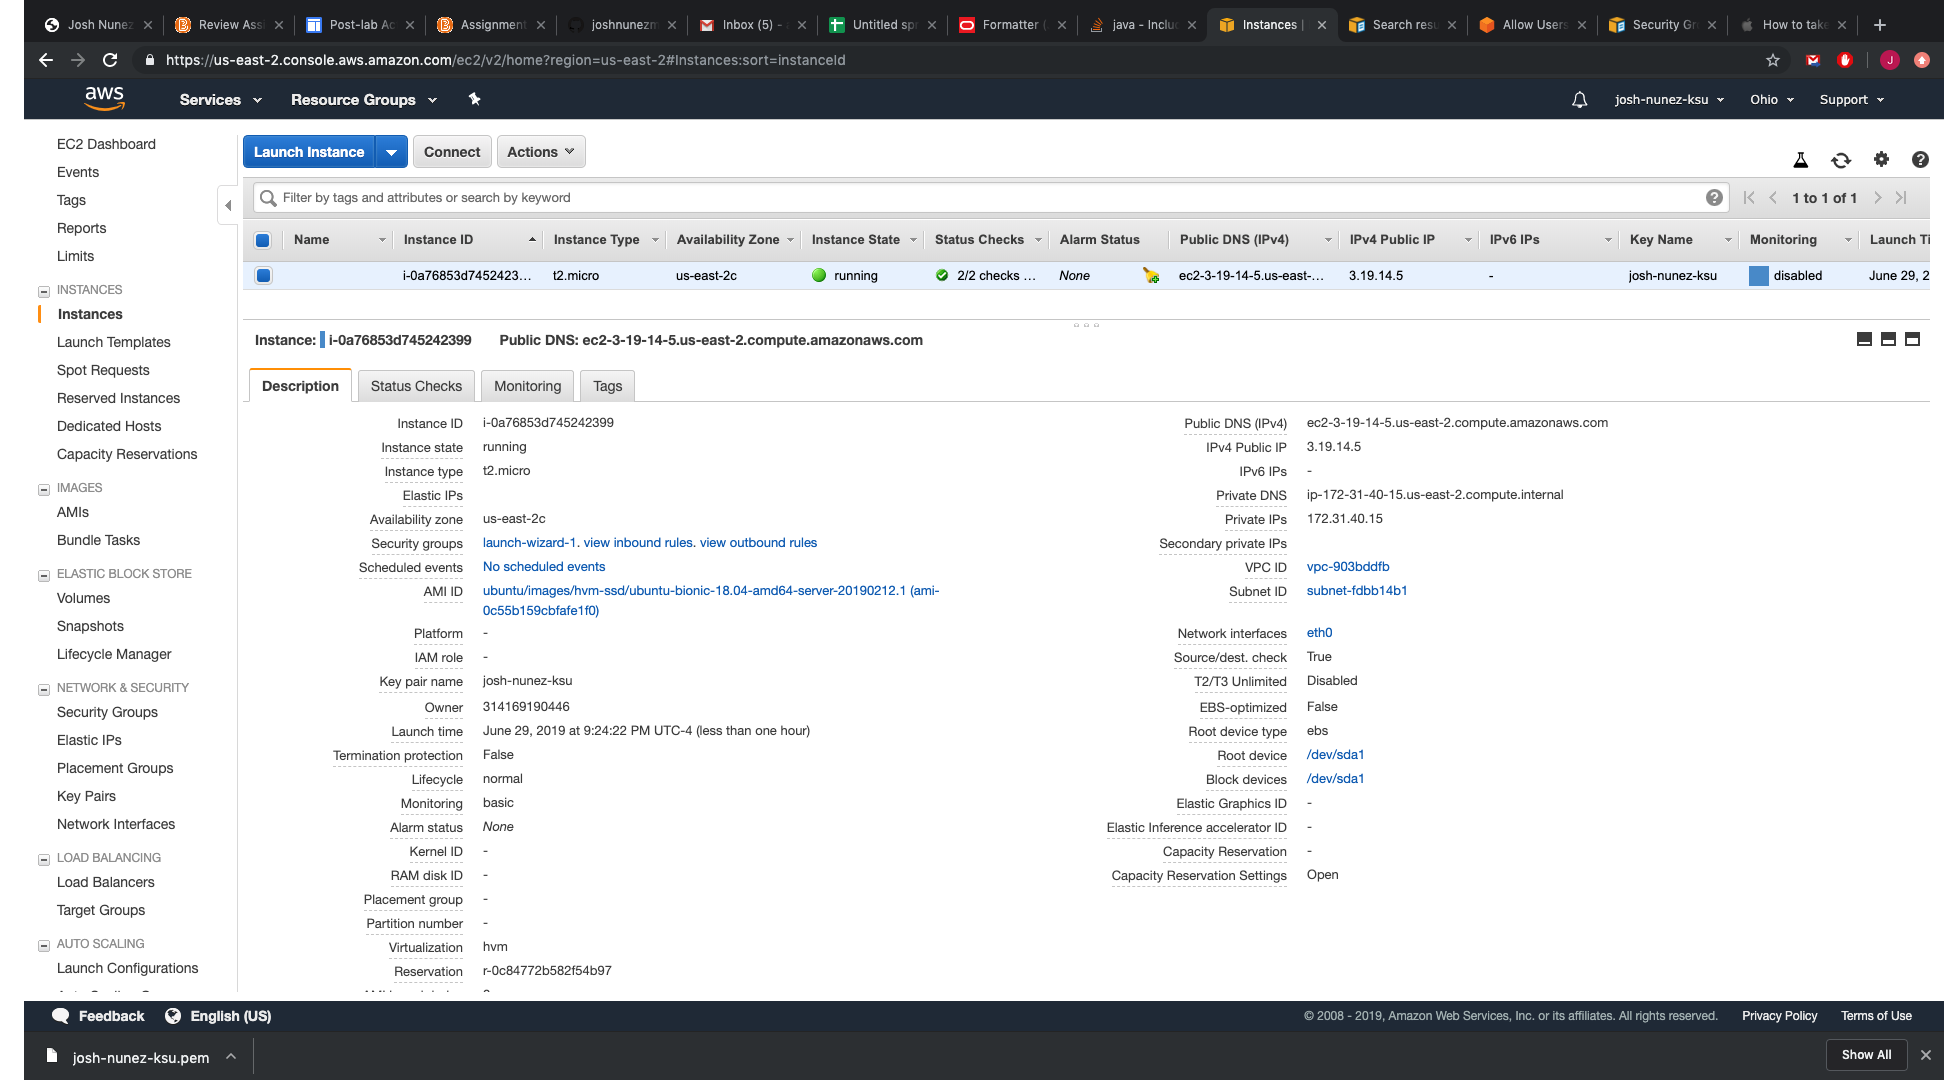 Josh Nunez
Review Ass
Post-lab Ac
Assignment
joshnunezm
Inbox (5) -
Untitled spr
Formatter (
java - Inclu
Instances |
Search resu
Allow Users
Security Gr
How to take
https://us-east-2.console.aws.amazon.com/ec2/v2/home?region=us-east-2#Instances:sort=instanceId
J
aws
Services
Resource Groups
josh-nunez-ksu
Ohio
Support
EC2 Dashboard
Events
Tags
Reports
Limits
INSTANCES
Instances
Launch Templates
Spot Requests
Reserved Instances
Dedicated Hosts
Capacity Reservations
IMAGES
AMIs
Bundle Tasks
ELASTIC BLOCK STORE
Volumes
Snapshots
Lifecycle Manager
NETWORK & SECURITY
Security Groups
Elastic IPs
Placement Groups
Key Pairs
Network Interfaces
LOAD BALANCING
Load Balancers
Target Groups
AUTO SCALING
Launch Configurations
Launch Instance
Connect
Actions
Filter by tags and attributes or search by keyword
1 to 1 of 1
Name Instance ID Instance Type Availability Zone Instance State Status Checks Alarm Status Public DNS (IPv4) IPv4 Public IP IPv6 IPs Key Name Monitoring Launch Ti
i-0a76853d7452423... t2.micro us-east-2c running 2/2 checks ... None ec2-3-19-14-5.us-east-... 3.19.14.5 - josh-nunez-ksu disabled June 29, 2
Instance: i-0a76853d745242399 Public DNS: ec2-3-19-14-5.us-east-2.compute.amazonaws.com
Description
Status Checks
Monitoring
Tags
Instance ID i-0a76853d745242399
Instance state running
Instance type t2.micro
Elastic IPs
Availability zone us-east-2c
Security groups launch-wizard-1. view inbound rules. view outbound rules
Scheduled events No scheduled events
AMI ID ubuntu/images/hvm-ssd/ubuntu-bionic-18.04-amd64-server-20190212.1 (ami-
0c55b159cbfafe1f0)
Platform -
IAM role -
Key pair name josh-nunez-ksu
Owner 314169190446
Launch time June 29, 2019 at 9:24:22 PM UTC-4 (less than one hour)
Termination protection False
Lifecycle normal
Monitoring basic
Alarm status None
Kernel ID -
RAM disk ID -
Placement group -
Partition number -
Virtualization hvm
Reservation r-0c84772b582f54b97
Public DNS (IPv4) ec2-3-19-14-5.us-east-2.compute.amazonaws.com
IPv4 Public IP 3.19.14.5
IPv6 IPs -
Private DNS ip-172-31-40-15.us-east-2.compute.internal
Private IPs 172.31.40.15
Secondary private IPs
VPC ID vpc-903bddfb
Subnet ID subnet-fdbb14b1
Network interfaces eth0
Source/dest. check True
T2/T3 Unlimited Disabled
EBS-optimized False
Root device type ebs
Root device /dev/sda1
Block devices /dev/sda1
Elastic Graphics ID -
Elastic Inference accelerator ID -
Capacity Reservation -
Capacity Reservation Settings Open
Feedback
English (US)
© 2008 - 2019, Amazon Web Services, Inc. or its affiliates. All rights reserved.
Privacy Policy
Terms of Use
josh-nunez-ksu.pem
Show All